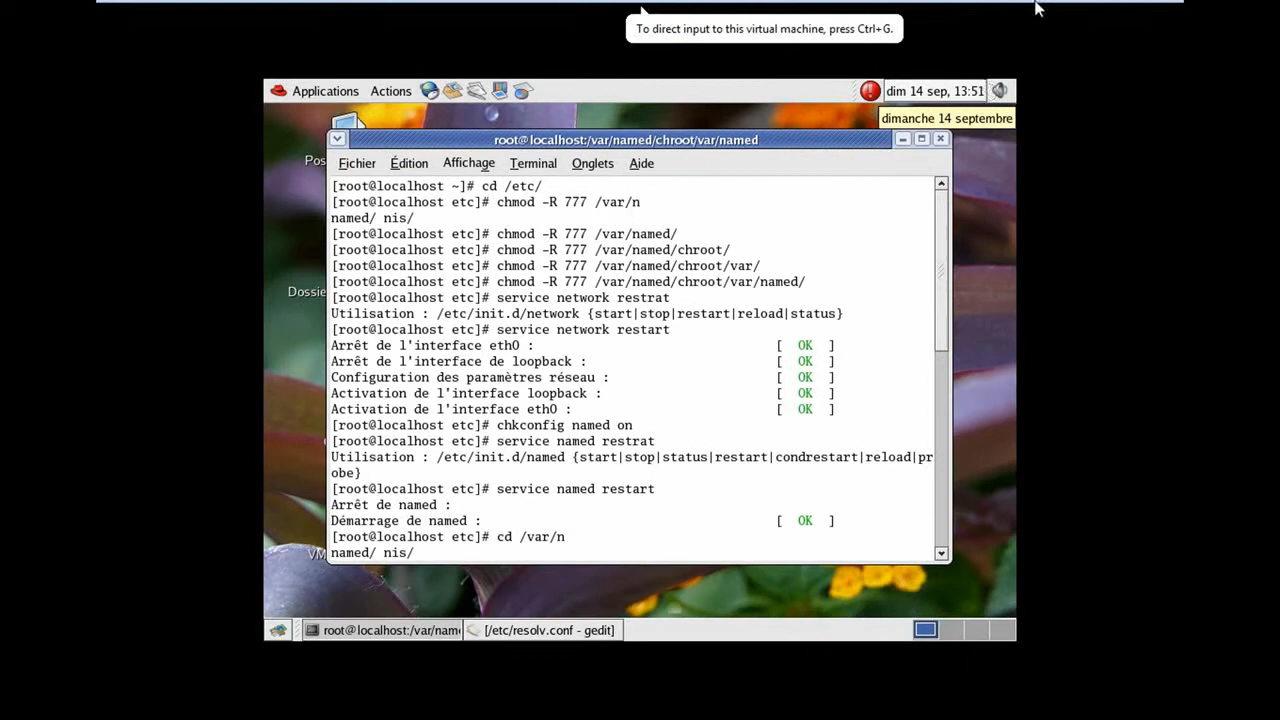 To direct input to this virtual machine, press Ctrl+G.
Applications Actions dim 14 sep, 13:51
dimanche 14 septembre
root@localhost:/var/named/chroot/var/named
Pos
Fichier Édition Affichage Terminal Onglets Aide
[root@localhost ~]# cd /etc/
[root@localhost etc]# chmod -R 777 /var/n
named/ nis/
[root@localhost etc]# chmod -R 777 /var/named/
[root@localhost etc]# chmod -R 777 /var/named/chroot/
[root@localhost etc]# chmod -R 777 /var/named/chroot/var/
[root@localhost etc]# chmod -R 777 /var/named/chroot/var/named/
Dossie
[root@localhost etc]# service network restrat
Utilisation : /etc/init.d/network {start|stop|restart|reload|status}
[root@localhost etc]# service network restart
Arrêt de l'interface eth0 : [ OK ]
Arrêt de l'interface de loopback : [ OK ]
Configuration des paramètres réseau : [ OK ]
Activation de l'interface loopback : [ OK ]
Activation de l'interface eth0 : [ OK ]
[root@localhost etc]# chkconfig named on
[root@localhost etc]# service named restrat
Utilisation : /etc/init.d/named {start|stop|status|restart|condrestart|reload|pr
obe}
[root@localhost etc]# service named restart
Arrêt de named :
Démarrage de named : [ OK ]
[root@localhost etc]# cd /var/n
named/ nis/
VM
root@localhost:/var/name [/etc/resolv.conf - gedit]